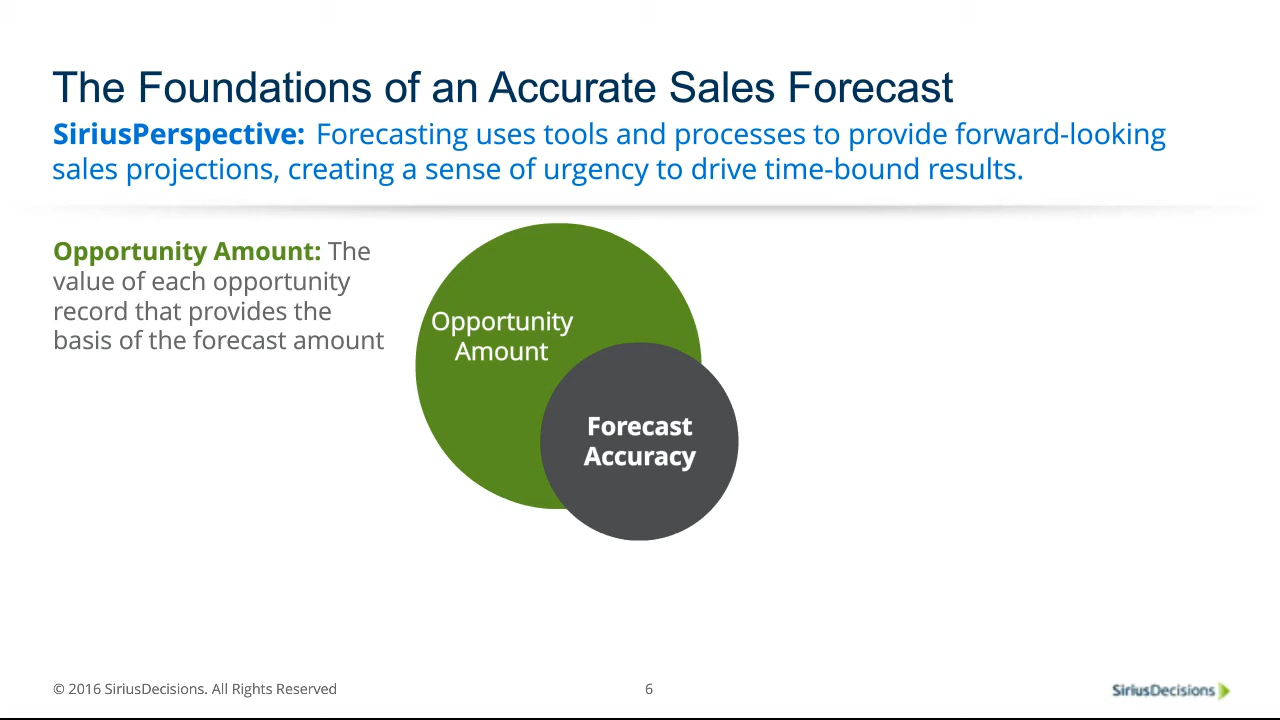 The Foundations of an Accurate Sales Forecast
SiriusPerspective: Forecasting uses tools and processes to provide forward-looking
sales projections, creating a sense of urgency to drive time-bound results.
Opportunity Amount: The
value of each opportunity
record that provides the
basis of the forecast amount
Opportunity
Amount
Forecast
Accuracy
© 2016 SiriusDecisions. All Rights Reserved
6
SiriusDecisions